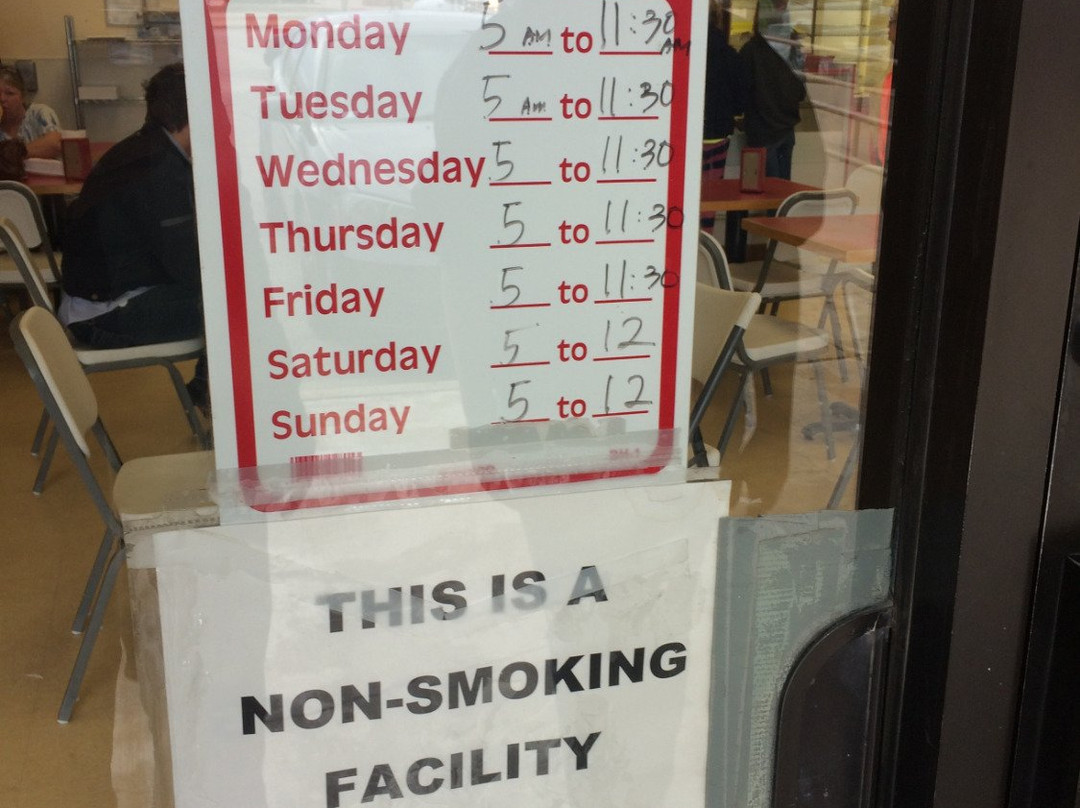 Monday 5 AM to 11:30 AM
Tuesday 5 Am to 11:30
Wednesday 5 to 11:30
Thursday 5 to 11:30
Friday 5 to 11:30
Saturday 5 to 12
Sunday 5 to 12
THIS IS A
NON-SMOKING
FACILITY